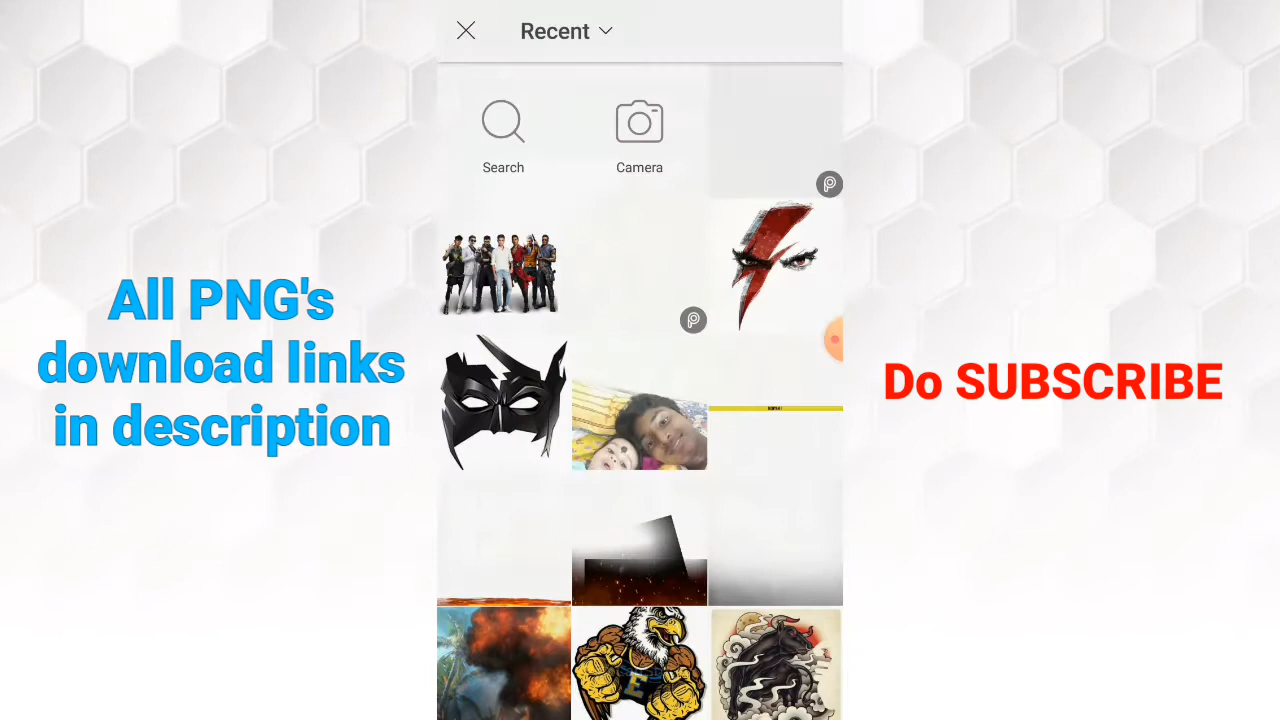 Recent
Search
Camera
All PNG's
download links
in description
Do SUBSCRIBE
E